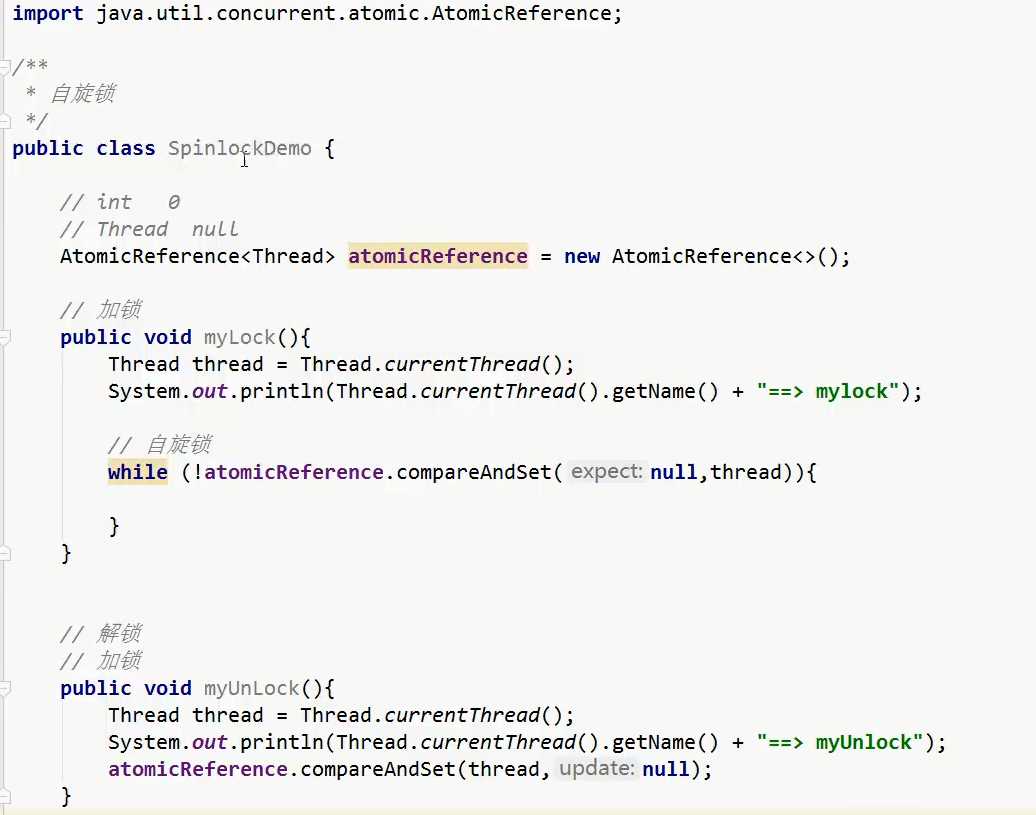 import java.util.concurrent.atomic.AtomicReference;
/**
* 自旋锁
*/
public class SpinlockDemo {
// int   0
// Thread  null
AtomicReference<Thread> atomicReference = new AtomicReference<>();
// 加锁
public void myLock(){
Thread thread = Thread.currentThread();
System.out.println(Thread.currentThread().getName() + "==> mylock");
// 自旋锁
while (!atomicReference.compareAndSet( expect: null,thread)){
}
}
// 解锁
// 加锁
public void myUnLock(){
Thread thread = Thread.currentThread();
System.out.println(Thread.currentThread().getName() + "==> myUnlock");
atomicReference.compareAndSet(thread, update: null);
}